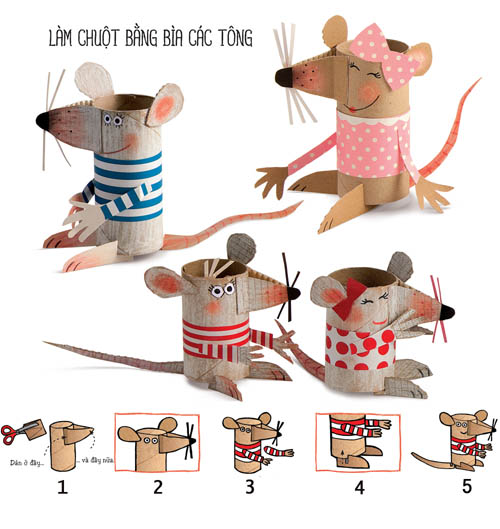 LÀM CHUỘT BẰNG BÌA CÁC TÔNG
Dán ở đây...
... và đây nữa.
1 2 3 4 5